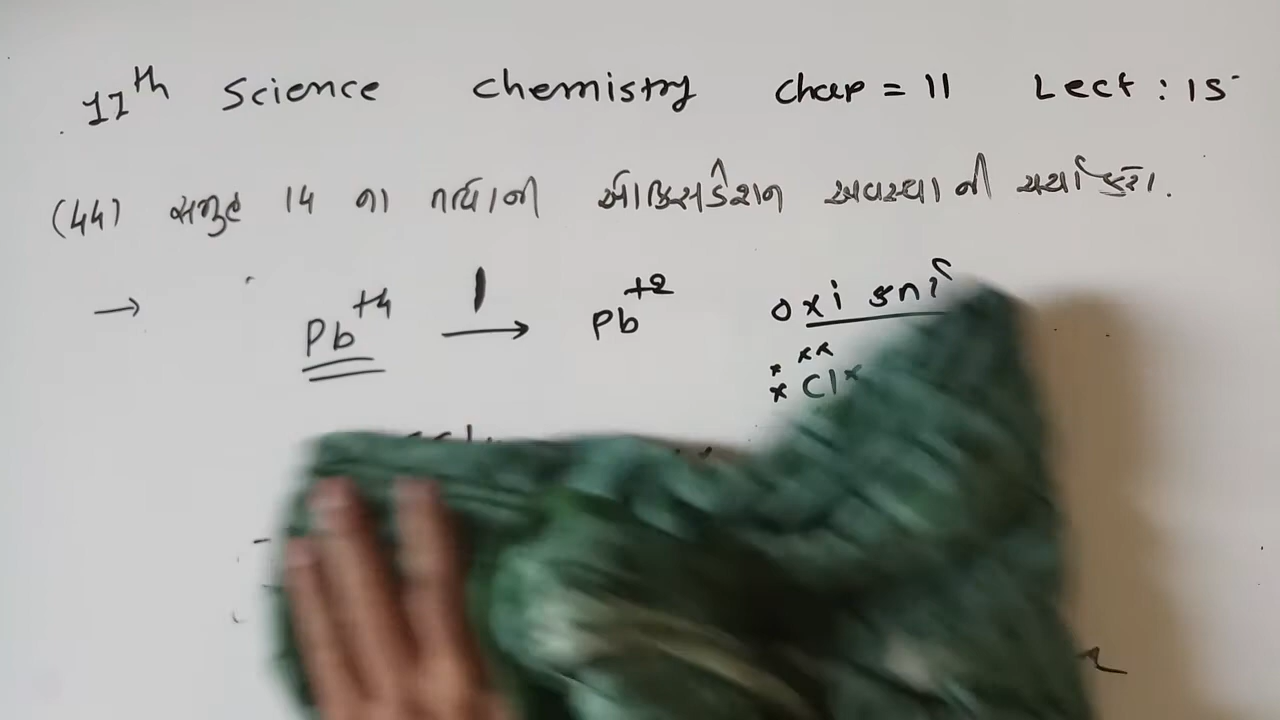 11th Science chemistry Chap = 11 Lect : 15
(44) સમુહ 14 ના તત્વોની ઓક્સિડેશન અવસ્થાની ચર્ચા કરો.
→ Pb+4 → Pb+2 oxi કર્તા
Cl